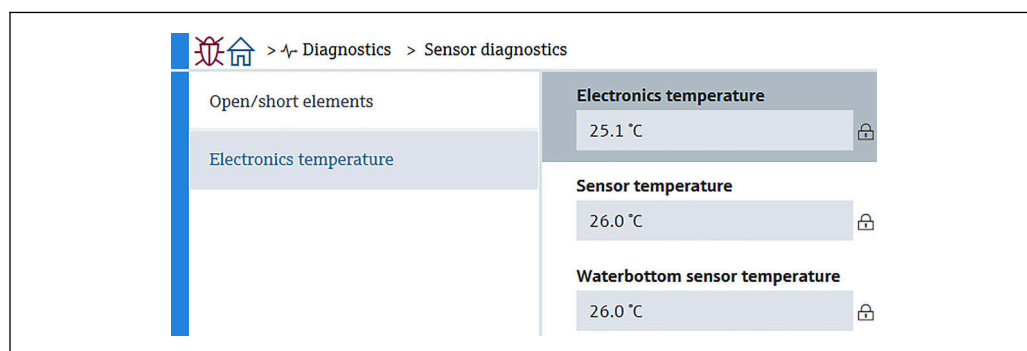 > Diagnostics > Sensor diagnostics
Open/short elements
Electronics temperature
Electronics temperature
25.1 °C
Sensor temperature
26.0 °C
Waterbottom sensor temperature
26.0 °C